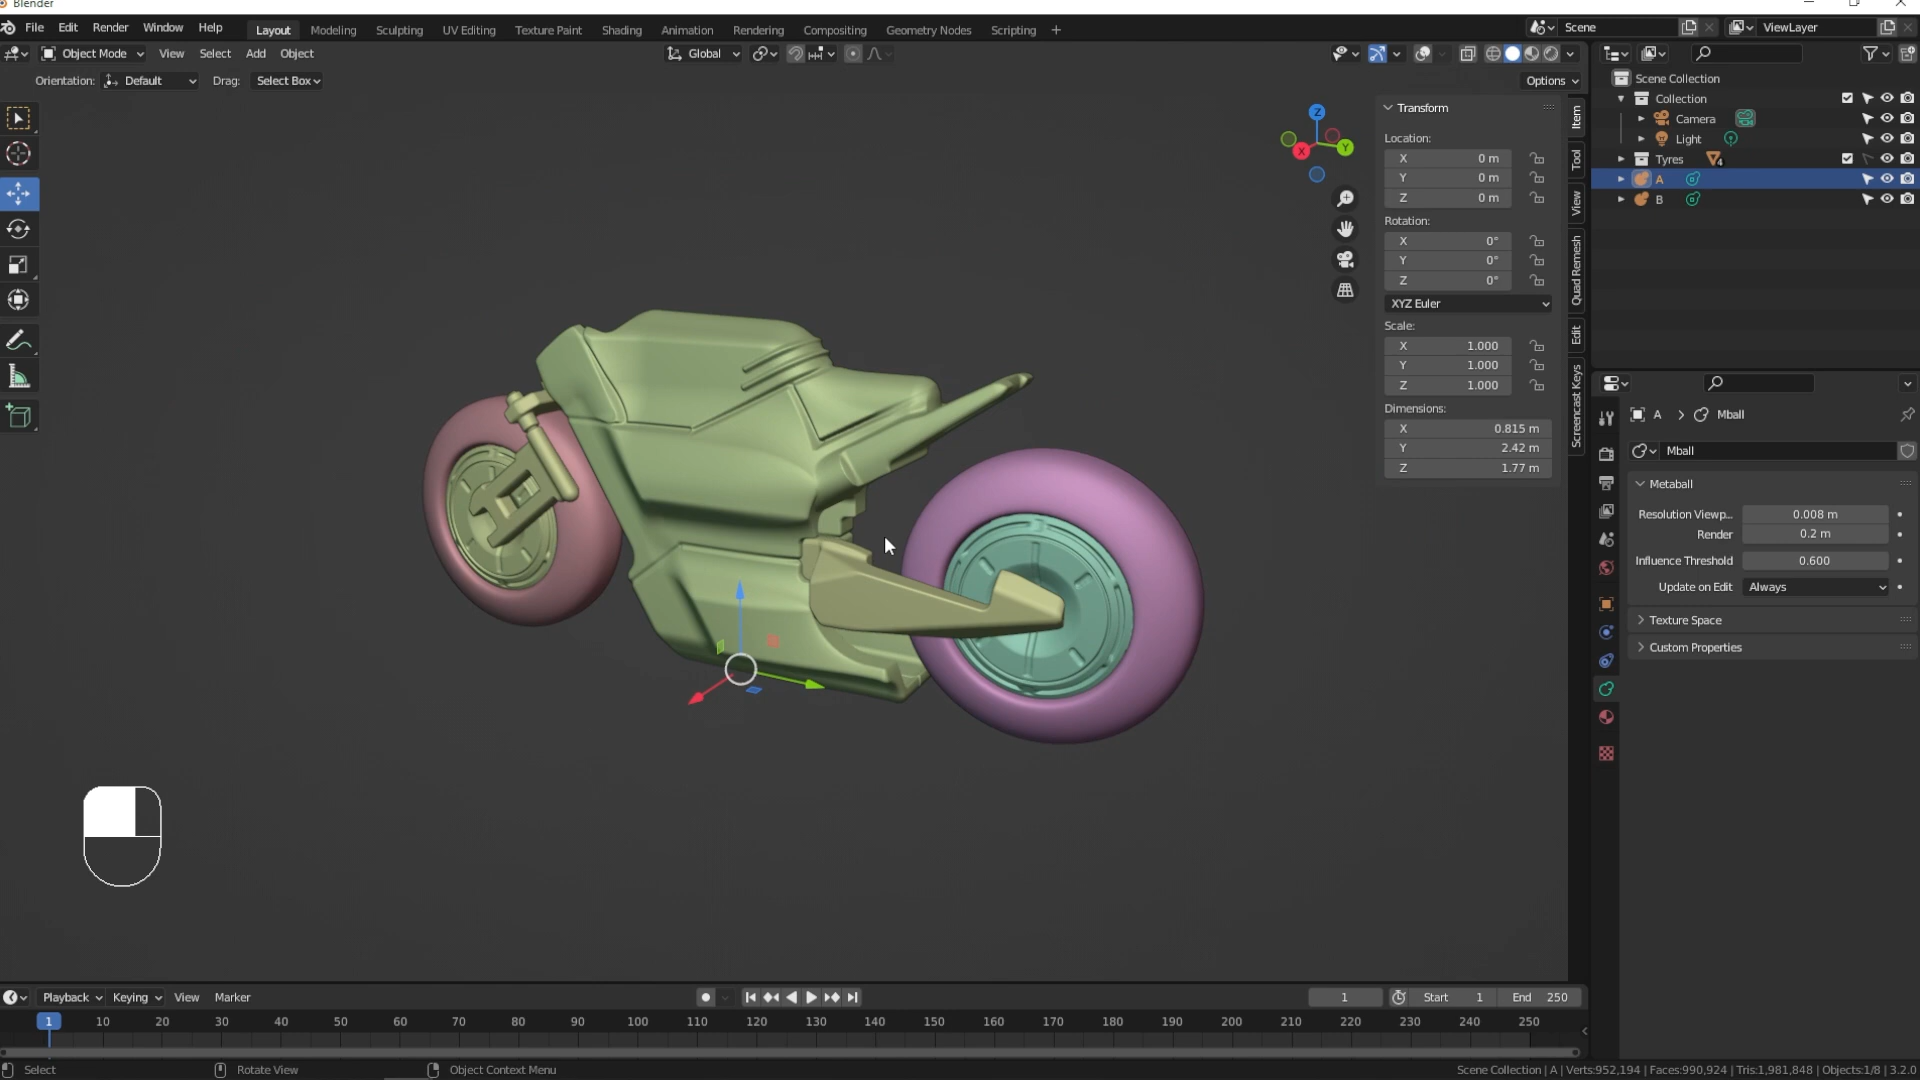 Blender
File Edit Render Window Help Layout Modeling Sculpting UV Editing Texture Paint Shading Animation Rendering Compositing Geometry Nodes Scripting + Scene ViewLayer
Object Mode View Select Add Object Global
Orientation: Default Drag: Select Box Options
Scene Collection
Collection
Camera
Light
Tyres 4
A
B
Z
X
Y
Transform
Location:
X 0 m
Y 0 m
Z 0 m
Rotation:
X 0°
Y 0°
Z 0°
XYZ Euler
Scale:
X 1.000
Y 1.000
Z 1.000
Dimensions:
X 0.815 m
Y 2.42 m
Z 1.77 m
Item
Tool
View
Quad Remesh
Edit
Screencast Keys
A > Mball
Mball
Metaball
Resolution Viewp... 0.008 m
Render 0.2 m
Influence Threshold 0.600
Update on Edit Always
Texture Space
Custom Properties
Playback Keying View Marker 1 Start 1 End 250
1 10 20 30 40 50 60 70 80 90 100 110 120 130 140 150 160 170 180 190 200 210 220 230 240 250
Select Rotate View Object Context Menu Scene Collection | A | Verts:952,194 | Faces:990,924 | Tris:1,981,848 | Objects:1/8 | 3.2.0